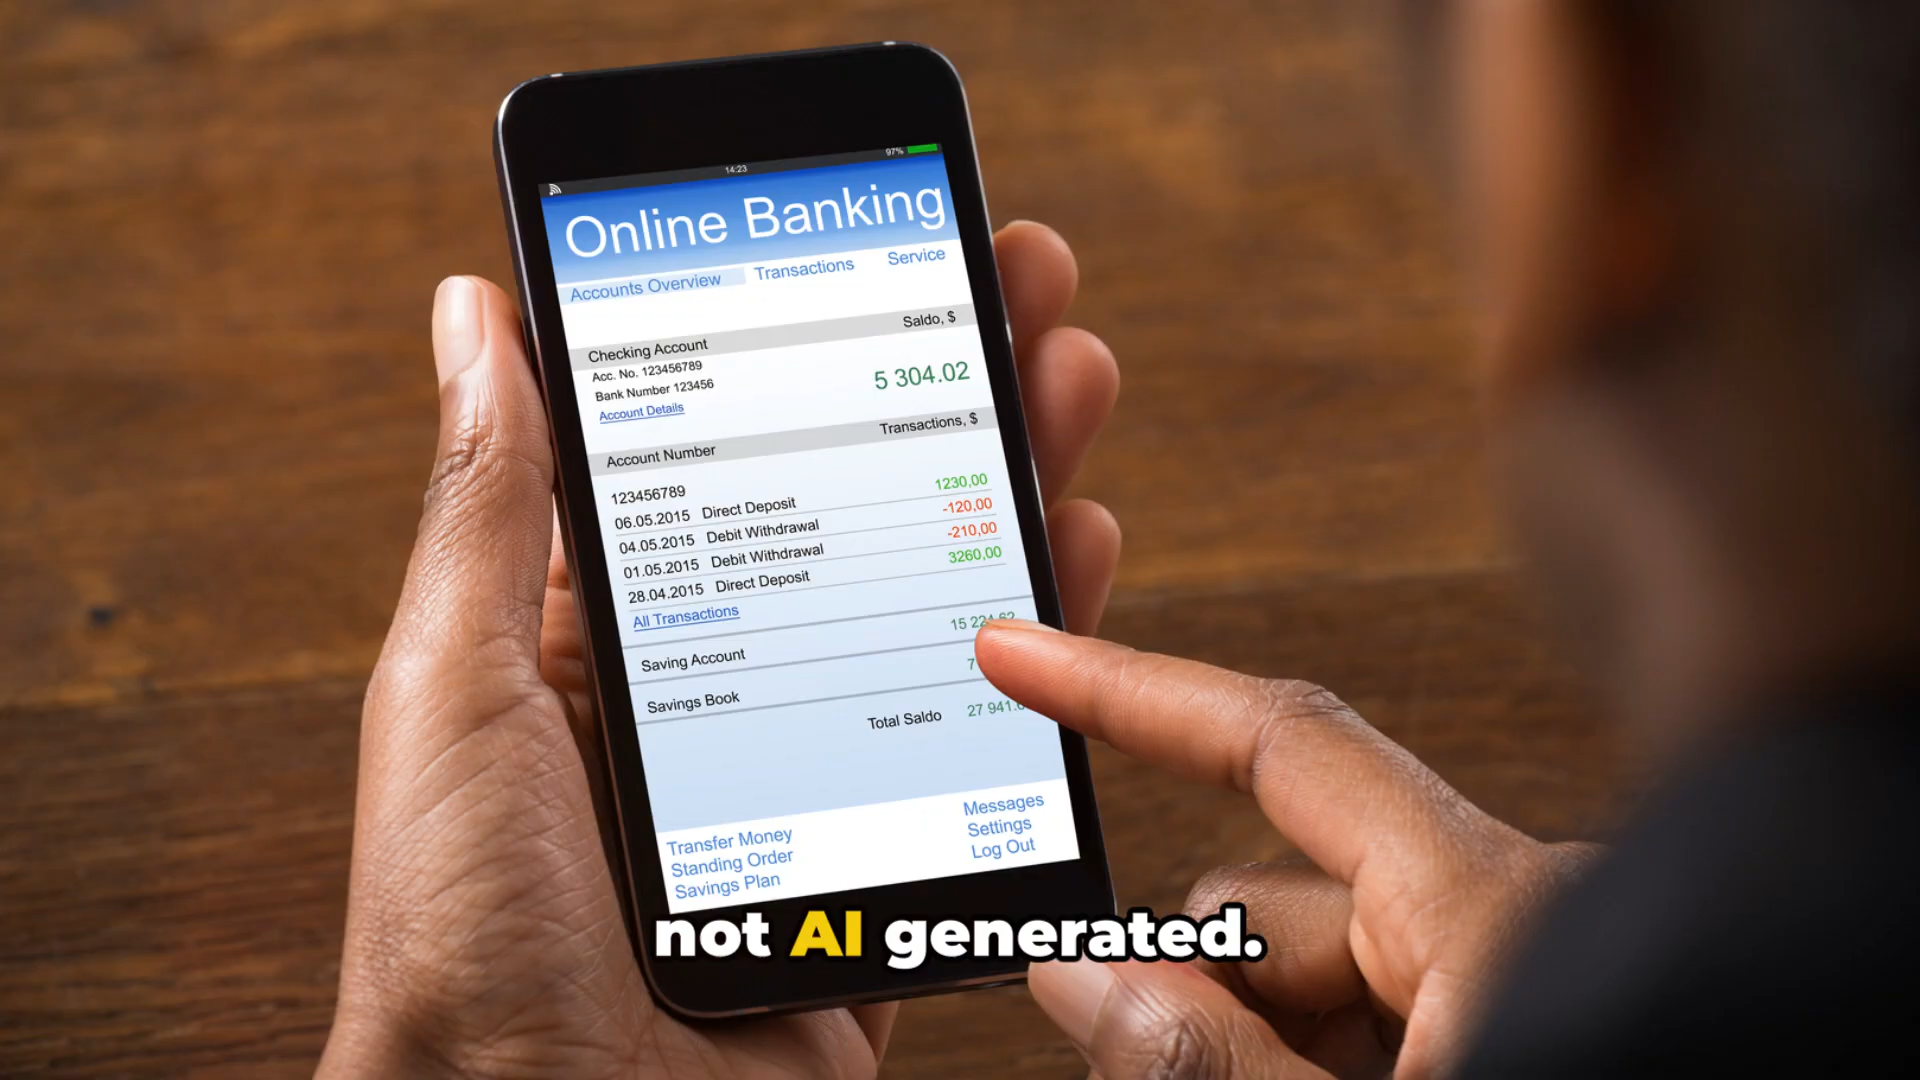 14:23 97%
Online Banking
Accounts Overview Transactions Service
Checking Account Saldo, $
Acc. No. 123456789
Bank Number 123456
5 304.02
Account Details
Account Number Transactions, $
123456789
06.05.2015 Direct Deposit 1230,00
04.05.2015 Debit Withdrawal -120,00
01.05.2015 Debit Withdrawal -210,00
28.04.2015 Direct Deposit 3260,00
All Transactions
Saving Account
Savings Book
Total Saldo
Transfer Money Messages
Standing Order Settings
Savings Plan Log Out
not AI generated.